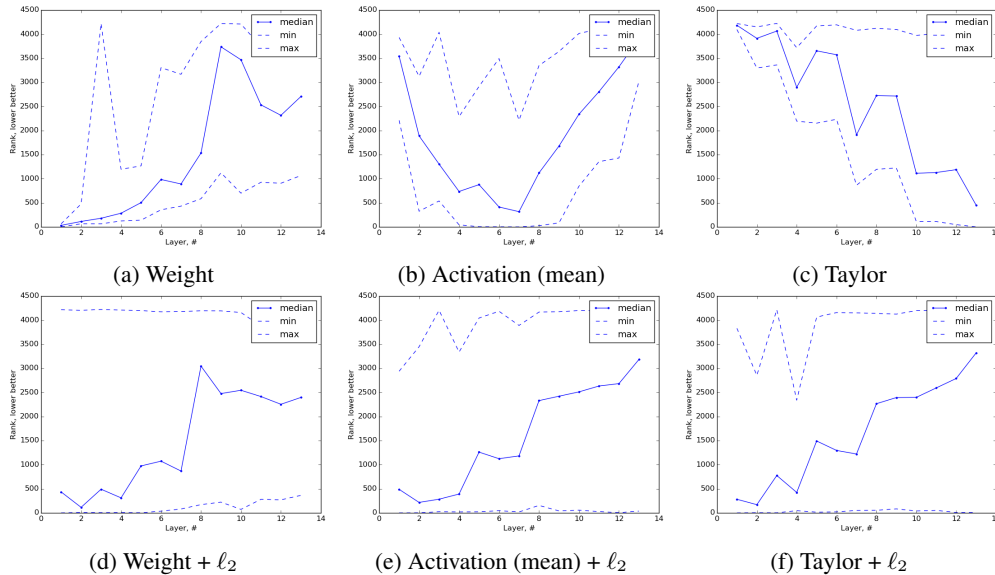 4500
4000
3500
3000
2500
2000
1500
1000
500
0
Rank, lower better
0 2 4 6 8 10 12 14
Layer, #
median
min
max
(a) Weight
4500
4000
3500
3000
2500
2000
1500
1000
500
0
Rank, lower better
0 2 4 6 8 10 12 14
Layer, #
median
min
max
(b) Activation (mean)
4500
4000
3500
3000
2500
2000
1500
1000
500
0
Rank, lower better
0 2 4 6 8 10 12 14
Layer, #
median
min
max
(c) Taylor
4500
4000
3500
3000
2500
2000
1500
1000
500
0
Rank, lower better
0 2 4 6 8 10 12 14
Layer, #
median
min
max
(d) Weight + ℓ₂
4500
4000
3500
3000
2500
2000
1500
1000
500
0
Rank, lower better
0 2 4 6 8 10 12 14
Layer, #
median
min
max
(e) Activation (mean) + ℓ₂
4500
4000
3500
3000
2500
2000
1500
1000
500
0
Rank, lower better
0 2 4 6 8 10 12 14
Layer, #
median
min
max
(f) Taylor + ℓ₂